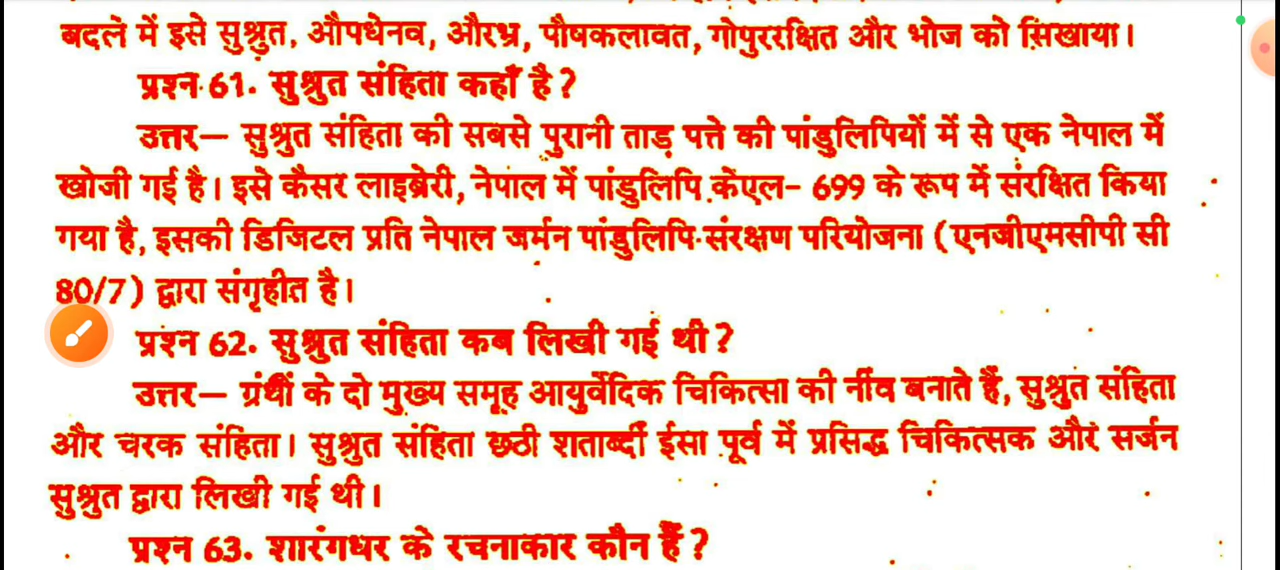 बदले में इसे सुश्रुत, औपधेनव, औरभ्र, पौषकलावत, गोपुररक्षित और भोज को सिखाया।
प्रश्न 61. सुश्रुत संहिता कहाँ है ?
उत्तर— सुश्रुत संहिता की सबसे पुरानी ताड़ पत्ते की पांडुलिपियों में से एक नेपाल में
खोजी गई है। इसे कैसर लाइब्रेरी, नेपाल में पांडुलिपि केएल- 699 के रूप में संरक्षित किया
गया है, इसकी डिजिटल प्रति नेपाल जर्मन पांडुलिपि संरक्षण परियोजना (एनजीएमसीपी सी
80/7) द्वारा संगृहीत है।
प्रश्न 62. सुश्रुत संहिता कब लिखी गई थी ?
उत्तर— ग्रंथों के दो मुख्य समूह आयुर्वेदिक चिकित्सा की नींव बनाते हैं, सुश्रुत संहिता
और चरक संहिता। सुश्रुत संहिता छठी शताब्दी ईसा पूर्व में प्रसिद्ध चिकित्सक और सर्जन
सुश्रुत द्वारा लिखी गई थी।
प्रश्न 63. शारंगधर के रचनाकार कौन हैं ?